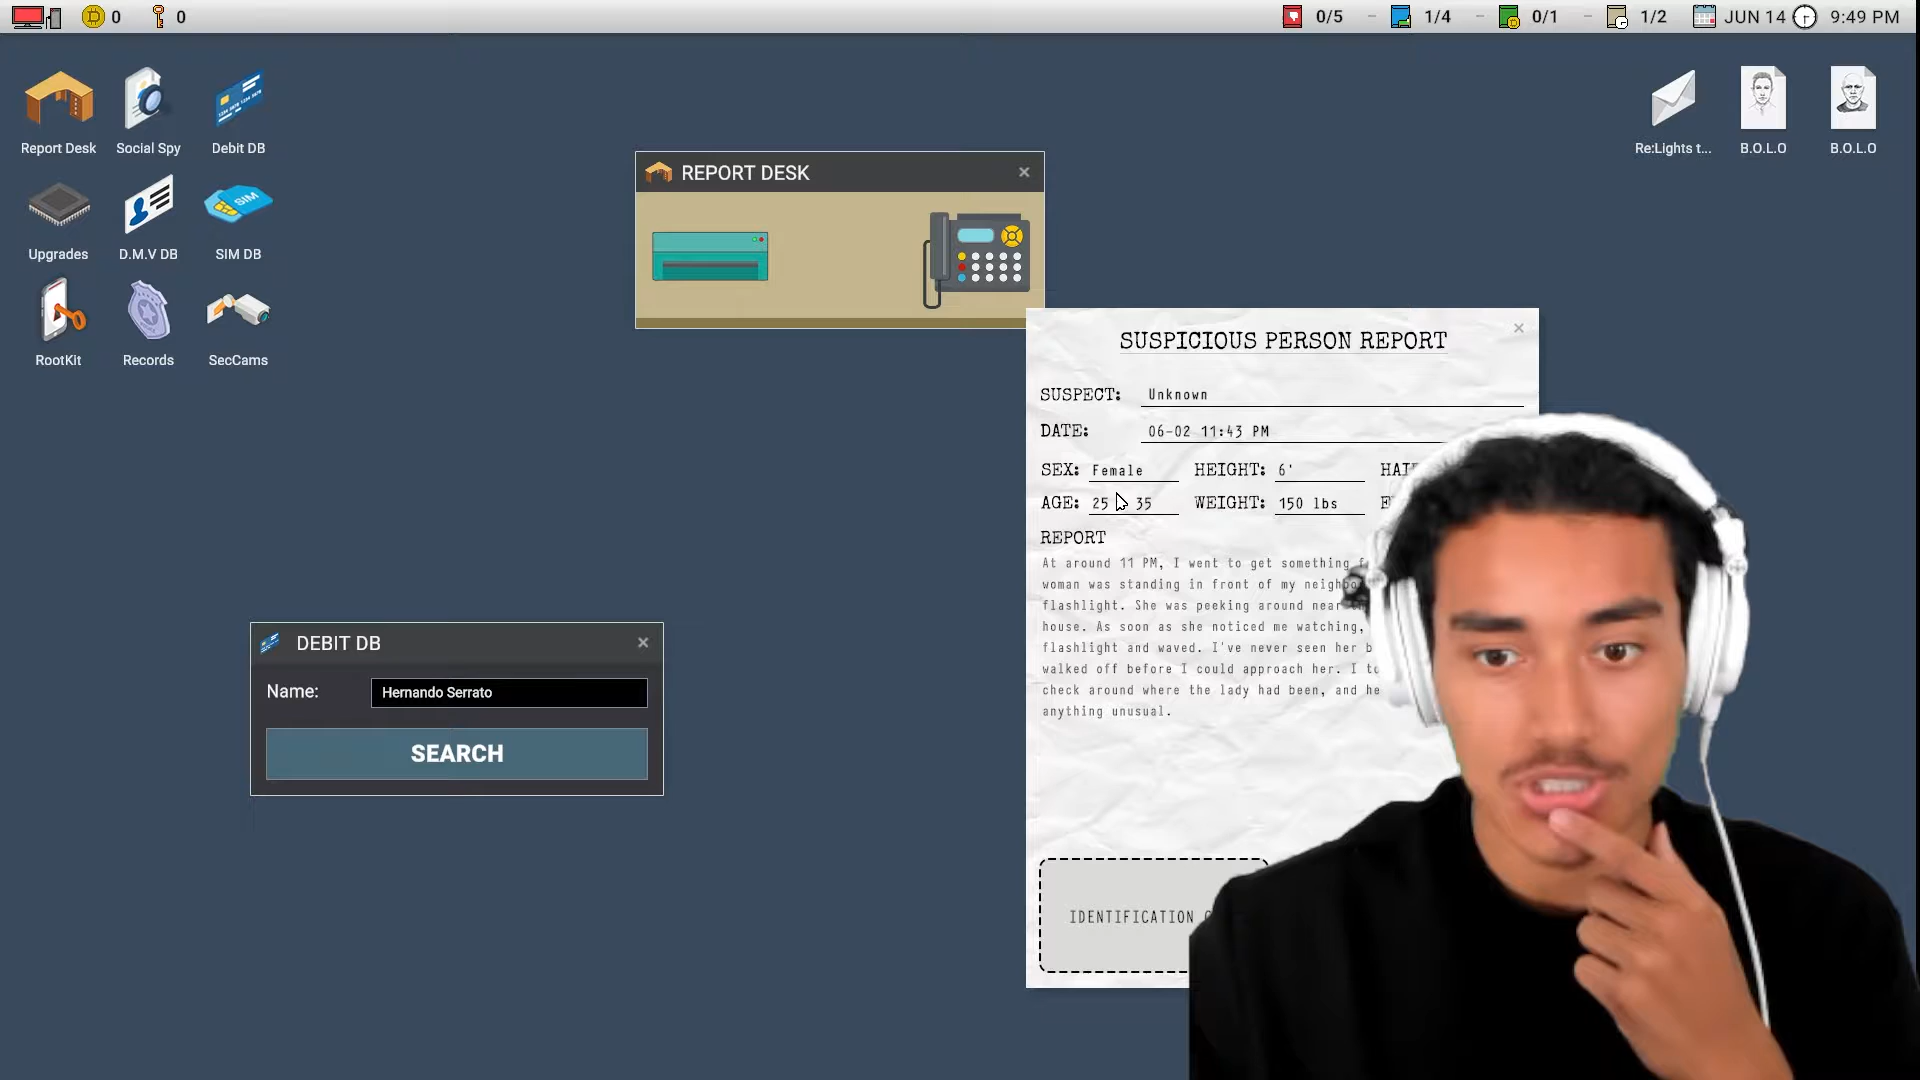 0
0
0/5
1/4
0/1
1/2
JUN 14
9:49 PM
Report Desk
Social Spy
Debit DB
Upgrades
D.M.V DB
SIM DB
SIM
RootKit
Records
SecCams
Re:Lights t...
B.O.L.O
B.O.L.O
REPORT DESK
SUSPICIOUS PERSON REPORT
SUSPECT: Unknown
DATE: 06-02 11:43 PM
SEX: Female HEIGHT: 6'
AGE: 25 35 WEIGHT: 150 lbs
REPORT
At around 11 PM, I went to get something
woman was standing in front of my
flashlight. She was peeking around near
house. As soon as she noticed me watching,
flashlight and waved. I've never seen her
walked off before I could approach her. I
check around where the lady had been, and he
anything unusual.
IDENTIFICATION
DEBIT DB
Name: Hernando Serrato
SEARCH